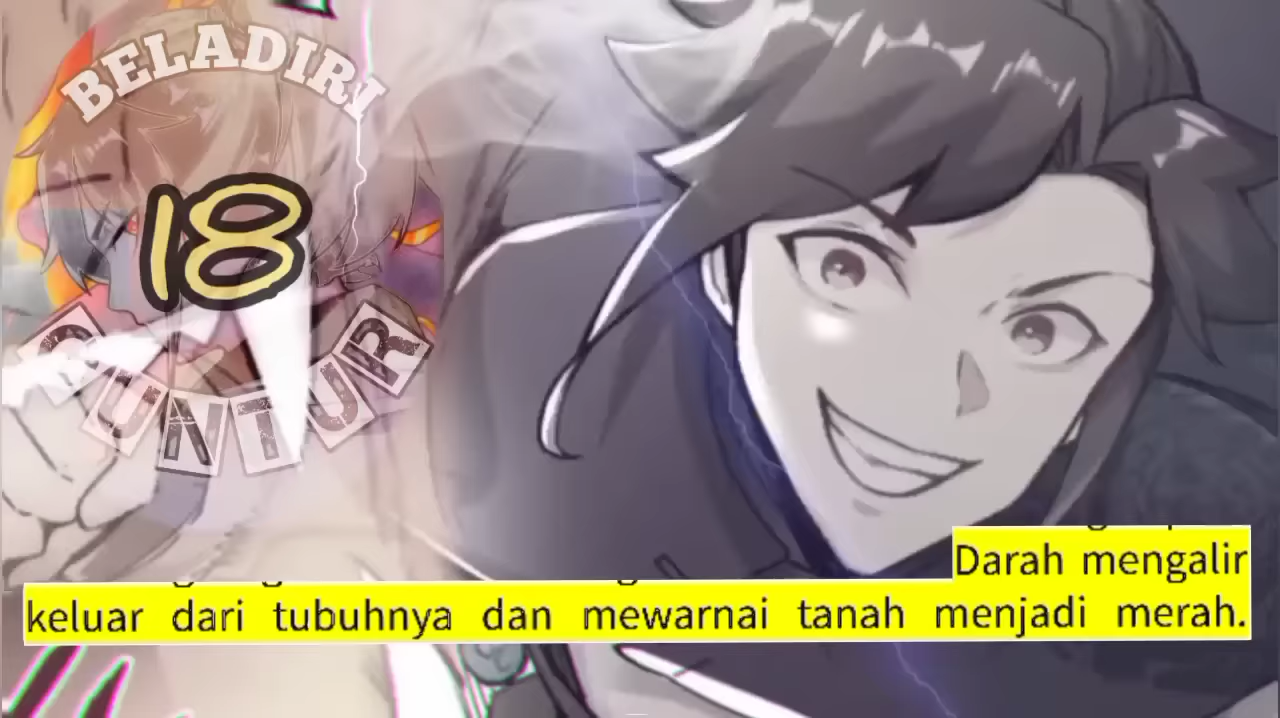 BELADIRI
18
GUNTUR
Darah mengalir
keluar dari tubuhnya dan mewarnai tanah menjadi merah.